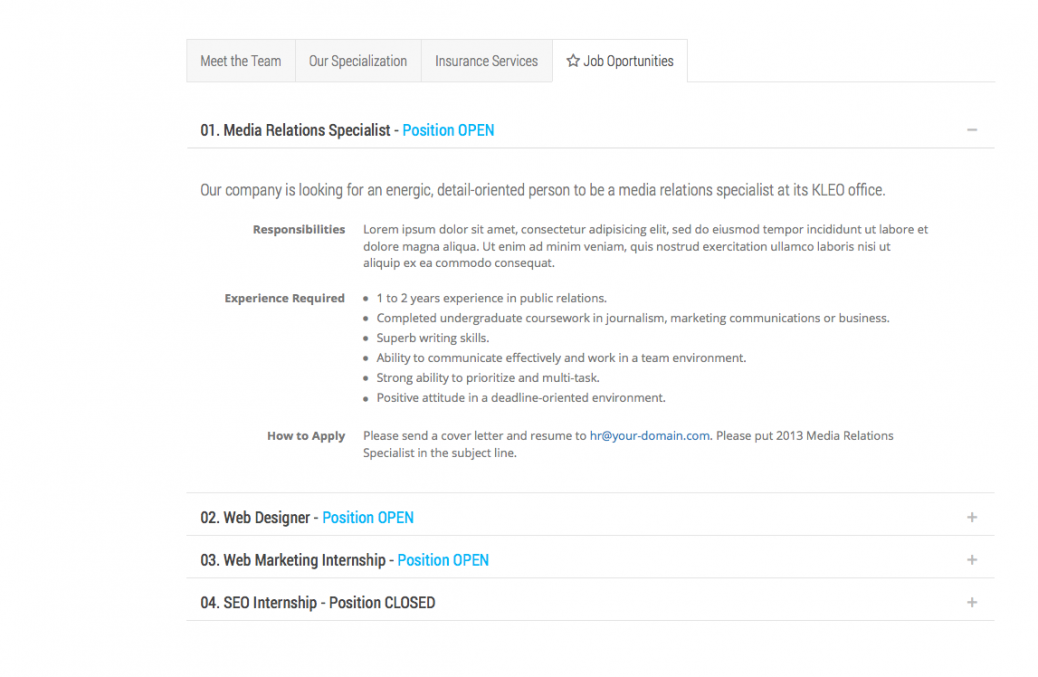 Meet the Team
Our Specialization
Insurance Services
Job Oportunities
01. Media Relations Specialist - Position OPEN
Our company is looking for an energic, detail-oriented person to be a media relations specialist at its KLEO office.
Responsibilities
Lorem ipsum dolor sit amet, consectetur adipisicing elit, sed do eiusmod tempor incididunt ut labore et
dolore magna aliqua. Ut enim ad minim veniam, quis nostrud exercitation ullamco laboris nisi ut
aliquip ex ea commodo consequat.
Experience Required
• 1 to 2 years experience in public relations.
• Completed undergraduate coursework in journalism, marketing communications or business.
• Superb writing skills.
• Ability to communicate effectively and work in a team environment.
• Strong ability to prioritize and multi-task.
• Positive attitude in a deadline-oriented environment.
How to Apply
Please send a cover letter and resume to hr@your-domain.com. Please put 2013 Media Relations
Specialist in the subject line.
02. Web Designer - Position OPEN
03. Web Marketing Internship - Position OPEN
04. SEO Internship - Position CLOSED